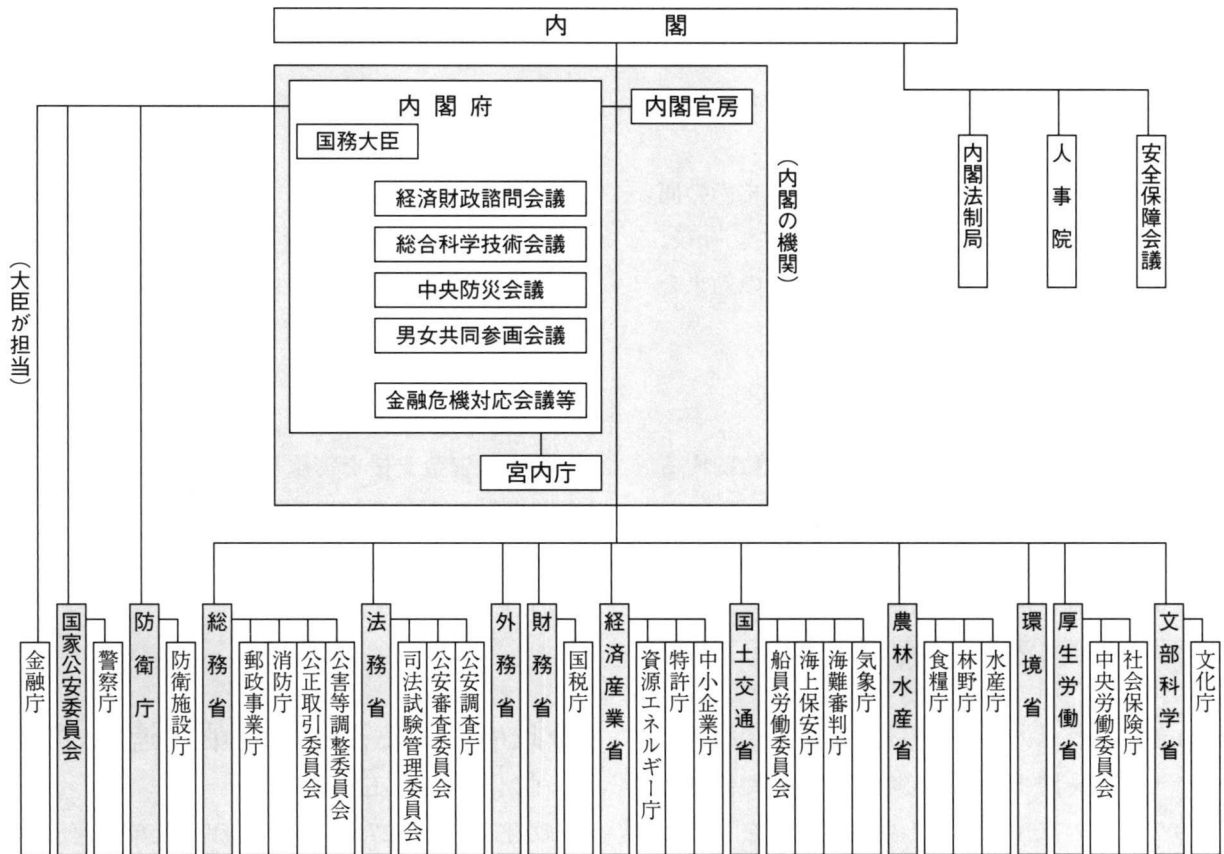 内閣
内閣府
内閣官房
国務大臣
経済財政諮問会議
総合科学技術会議
中央防災会議
男女共同参画会議
金融危機対応会議等
宮内庁
(内閣の機関)
内閣法制局
人事院
安全保障会議
(大臣が担当)
金融庁
国家公安委員会
警察庁
防衛庁
防衛施設庁
総務省
郵政事業庁
消防庁
公正取引委員会
公害等調整委員会
法務省
司法試験管理委員会
公安審査委員会
公安調査庁
外務省
財務省
国税庁
経済産業省
資源エネルギー庁
特許庁
中小企業庁
国土交通省
船員労働委員会
海上保安庁
海難審判庁
気象庁
農林水産省
食糧庁
林野庁
水産庁
環境省
厚生労働省
中央労働委員会
社会保険庁
文部科学省
文化庁